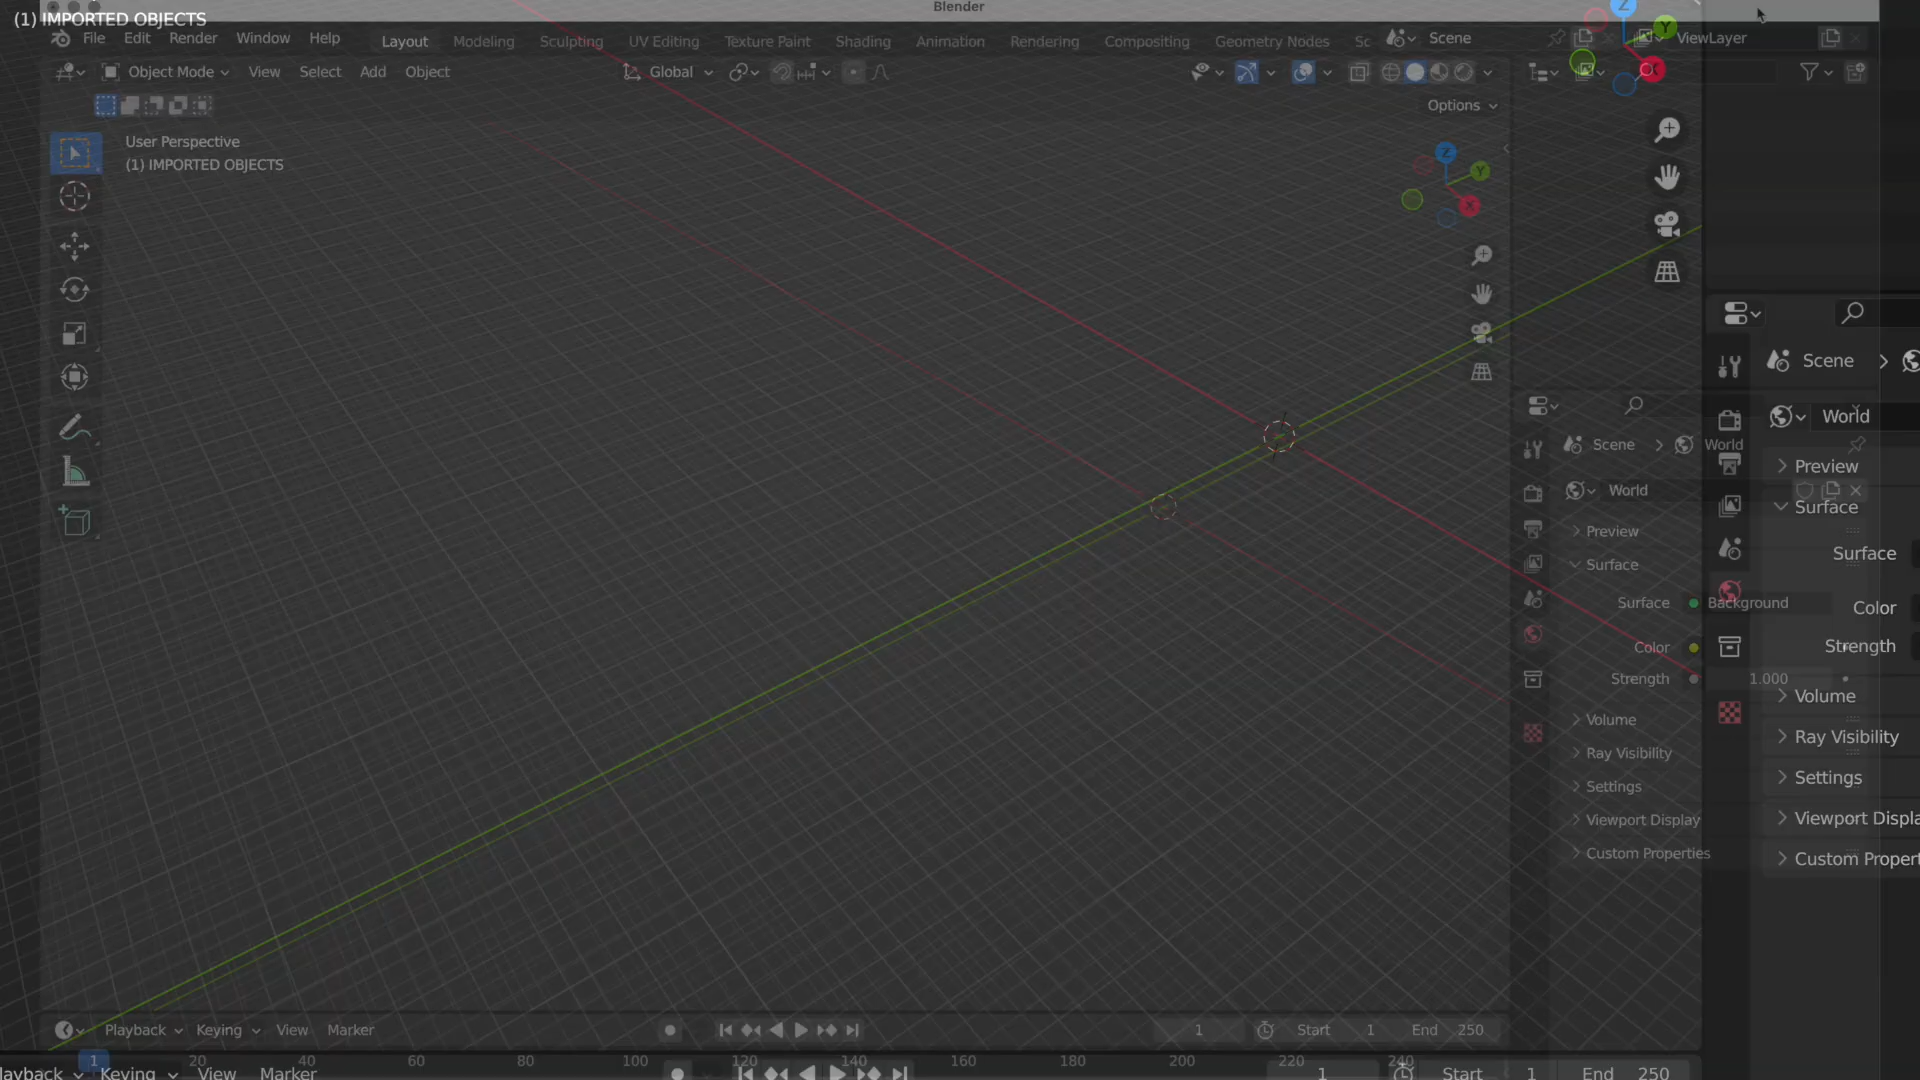 Blender
(1) IMPORTED OBJECTS
File Edit Render Window Help Layout Modeling Sculpting UV Editing Texture Paint Shading Animation Rendering Compositing Geometry Nodes Sc Scene ViewLayer
Object Mode View Select Add Object Global
Options
User Perspective
(1) IMPORTED OBJECTS
Z
Y
X
Z
Y
X
Scene World
World
Preview
Surface
Surface Background
Color
Strength 1.000
Volume
Ray Visibility
Settings
Viewport Display
Custom Properties
Scene
World
Preview
Surface
Surface
Color
Strength
Volume
Ray Visibility
Settings
Viewport Displa
Custom Propert
Playback Keying View Marker 1 Start 1 End 250
1 20 40 60 80 100 120 140 160 180 200 220 240
layback Keying View Marker 1 Start 1 End 250